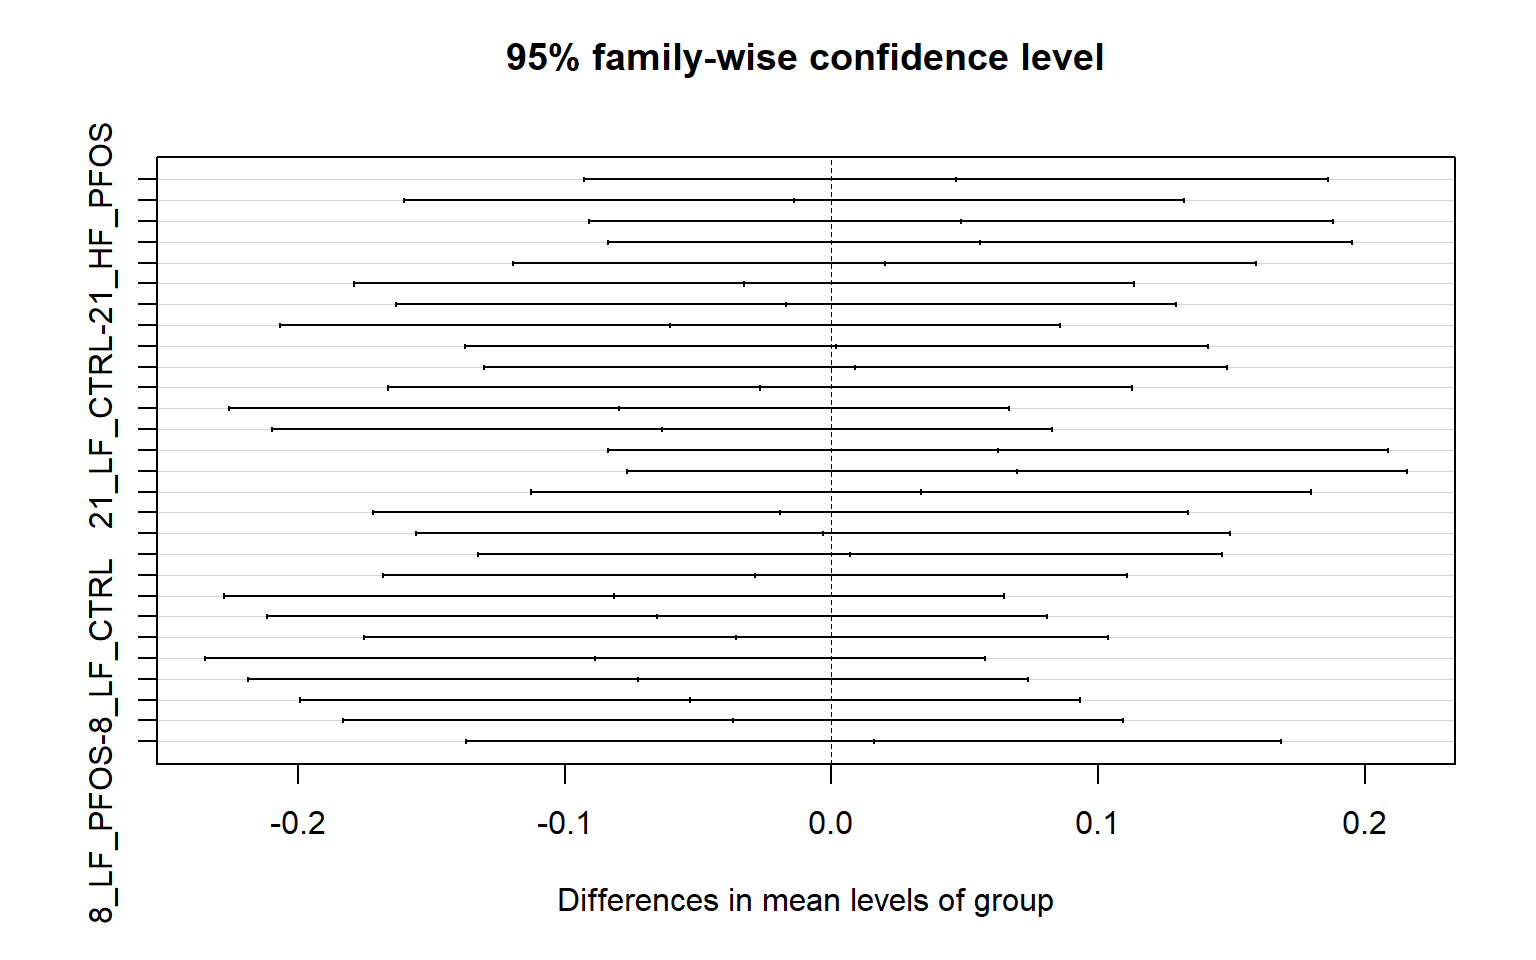 95% family-wise confidence level
21_LF_CTRL-21_HF_PFOS
8_LF_PFOS-8_LF_CTRL
-0.2 -0.1 0.0 0.1 0.2
Differences in mean levels of group